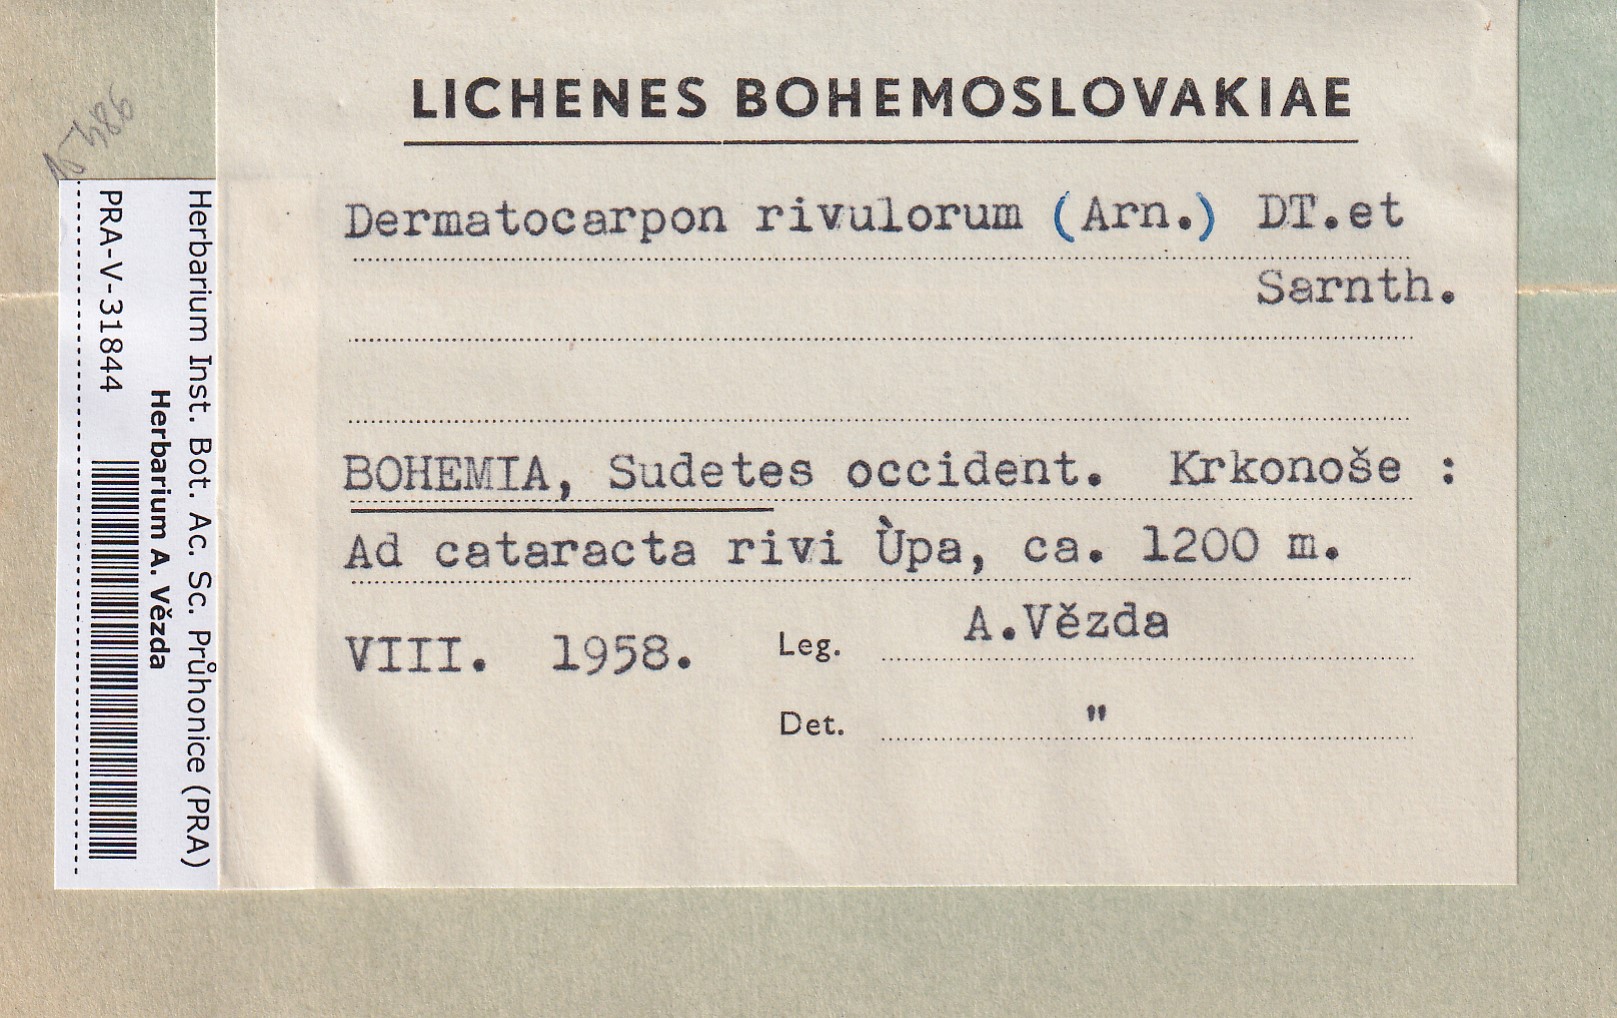 LICHENES BOHEMOSLOVAKIAE
Dermatocarpon rivulorum (Arn.) DT.et
Sarnth.
BOHEMIA, Sudetes occident. Krkonoše :
Ad cataracta rivi Ùpa, ca. 1200 m.
VIII. 1958. Leg. A.Vězda
Det. "
Herbarium Inst. Bot. Ac. Sc. Průhonice (PRA)
Herbarium A. Vězda
PRA-V-31844